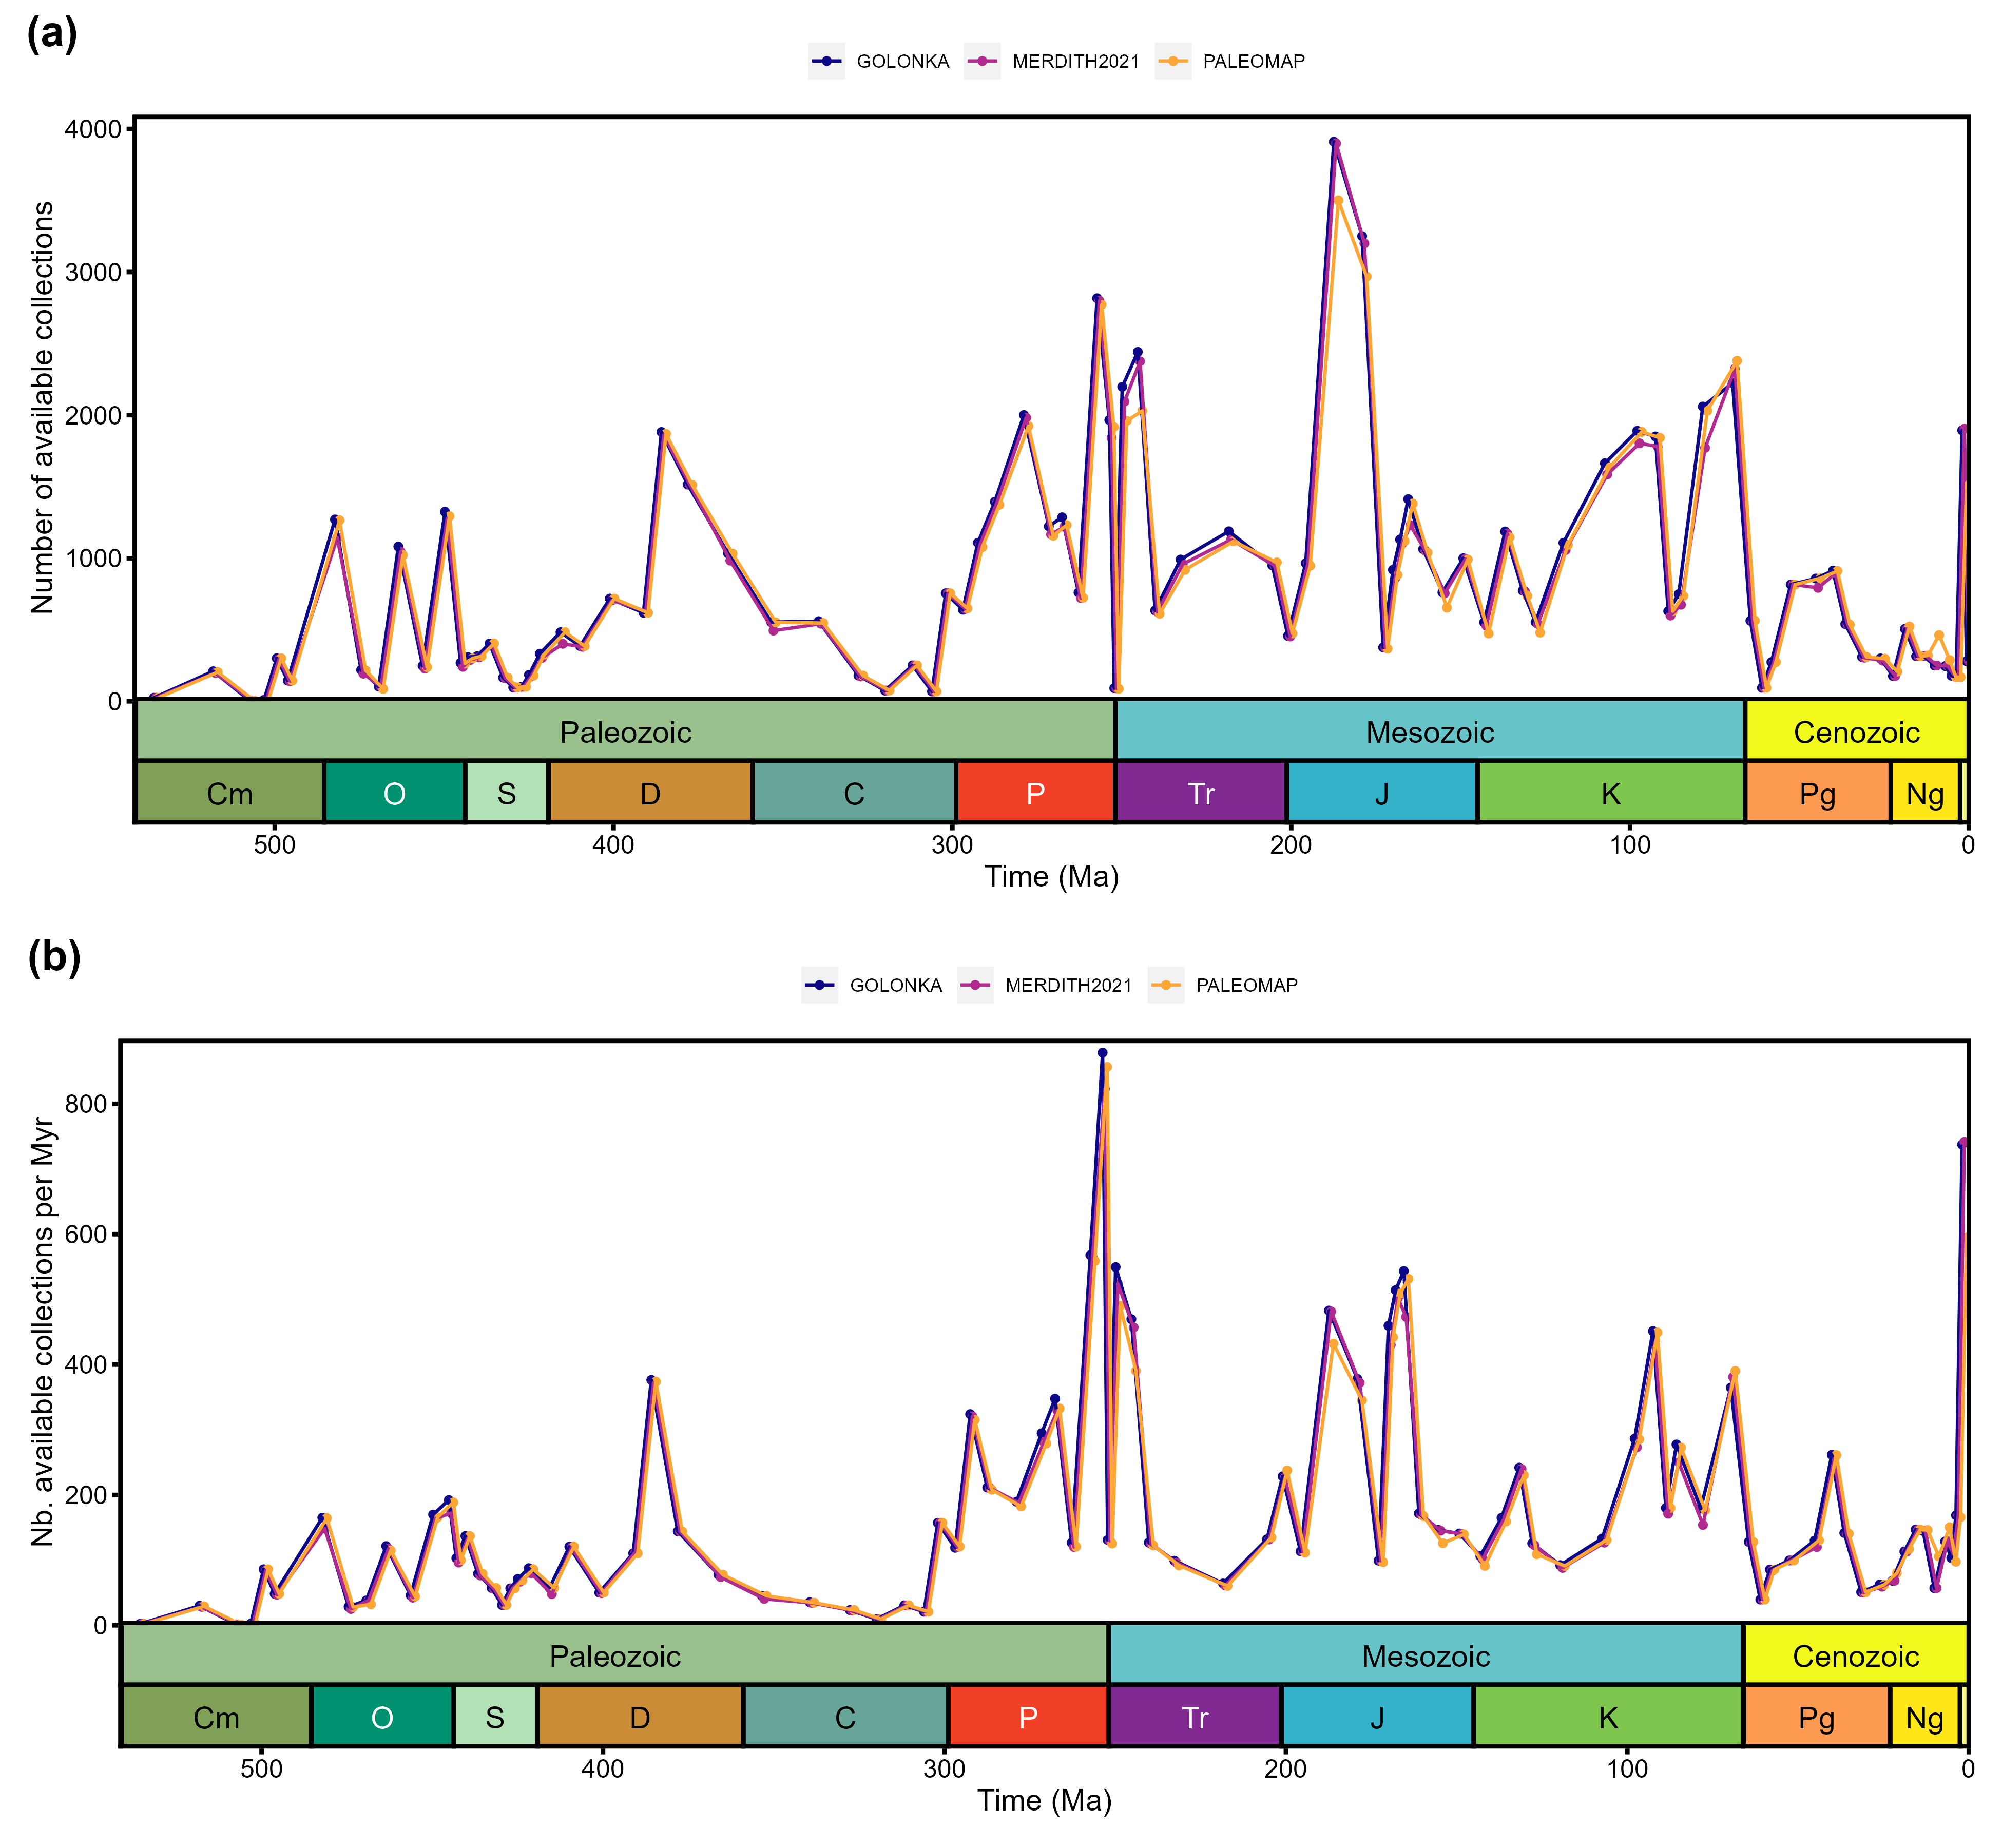 (a)
GOLONKA MERDITH2021 PALEOMAP
Number of available collections
4000
3000
2000
1000
0
Paleozoic Mesozoic Cenozoic
Cm O S D C P Tr J K Pg Ng
500 400 300 200 100 0
Time (Ma)
(b)
GOLONKA MERDITH2021 PALEOMAP
Nb. available collections per Myr
800
600
400
200
0
Paleozoic Mesozoic Cenozoic
Cm O S D C P Tr J K Pg Ng
500 400 300 200 100 0
Time (Ma)